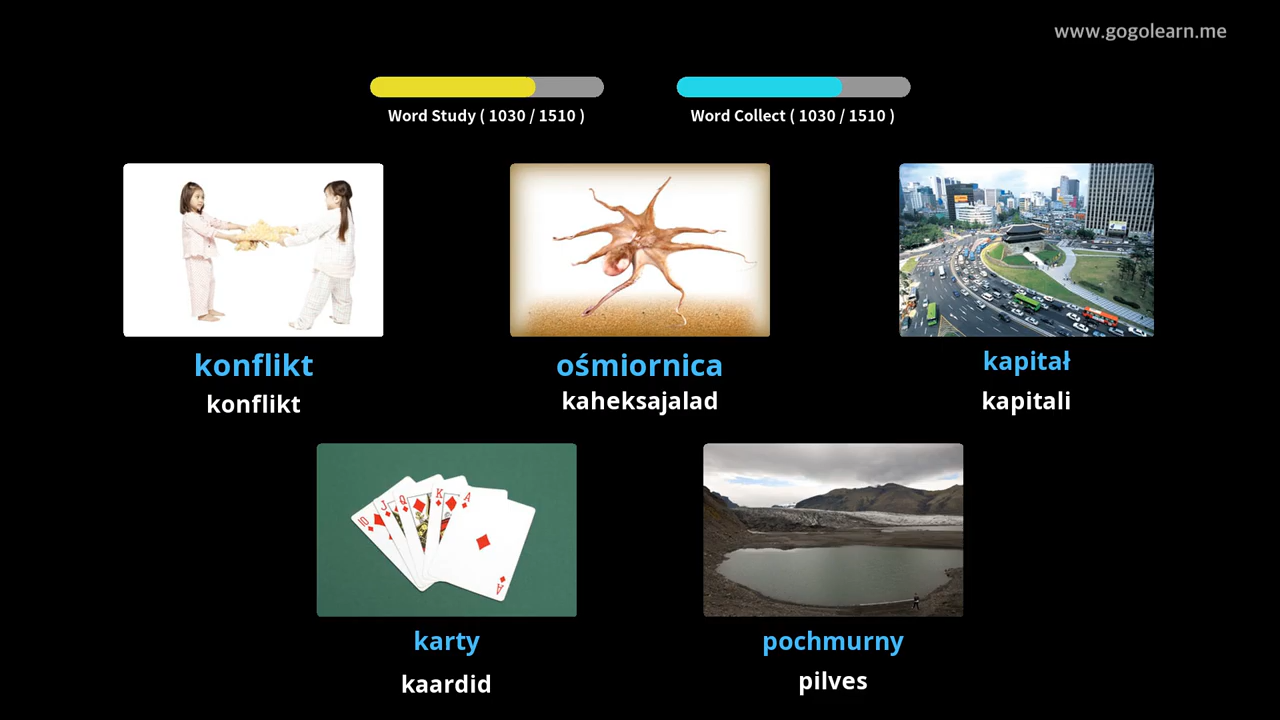 www.gogolearn.me
Word Study ( 1030 / 1510 )
Word Collect ( 1030 / 1510 )
konflikt
konflikt
ośmiornica
kaheksajalad
kapitał
kapitali
10 J Q K A
A
karty
kaardid
pochmurny
pilves